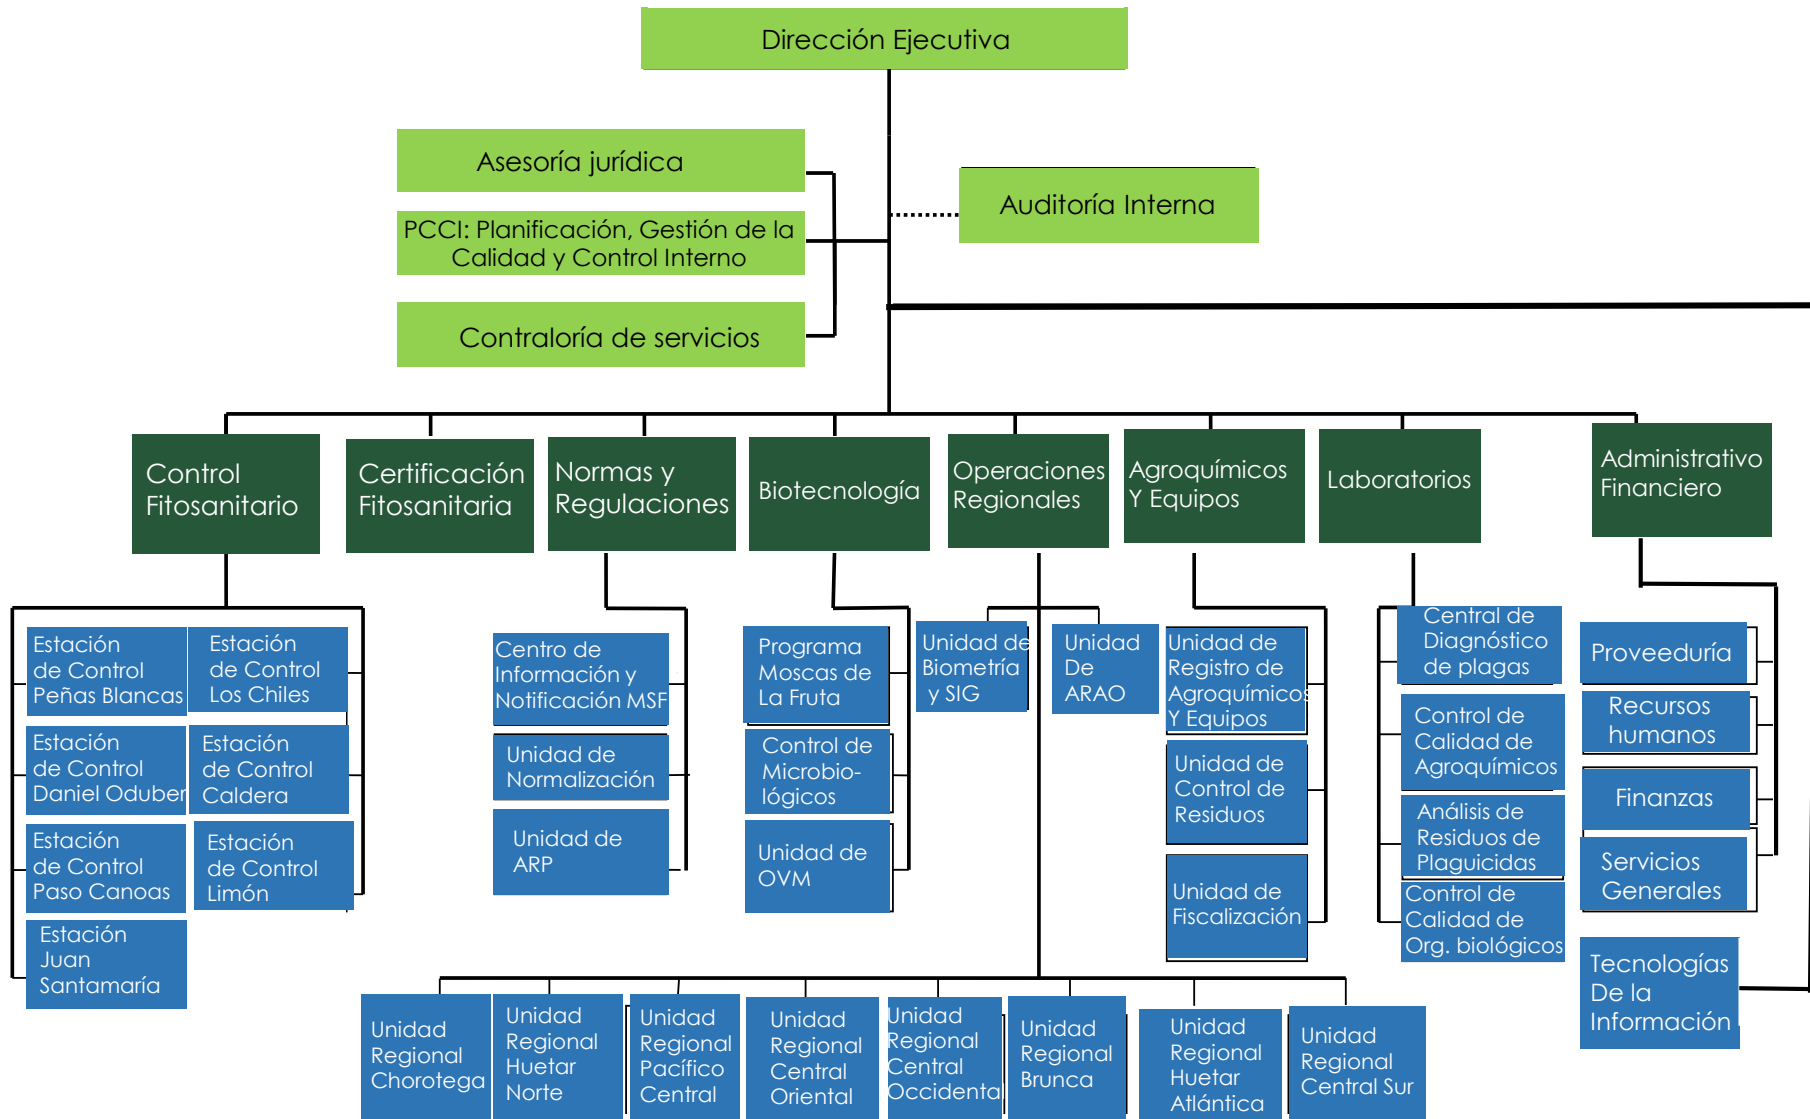 Dirección Ejecutiva
Asesoría jurídica
PCCI: Planificación, Gestión de la
Calidad y Control Interno
Contraloría de servicios
Auditoría Interna
Control
Fitosanitario
Certificación
Fitosanitaria
Normas y
Regulaciones
Biotecnología
Operaciones
Regionales
Agroquímicos
Y Equipos
Laboratorios
Administrativo
Financiero
Estación
de Control
Peñas Blancas
Estación
de Control
Los Chiles
Estación
de Control
Daniel Oduber
Estación
de Control
Caldera
Estación
de Control
Paso Canoas
Estación
de Control
Limón
Estación
Juan
Santamaría
Centro de
Información y
Notificación MSF
Unidad de
Normalización
Unidad de
ARP
Programa
Moscas de
La Fruta
Control de
Microbio-
lógicos
Unidad de
OVM
Unidad de
Biometría
y SIG
Unidad
De
ARAO
Unidad de
Registro de
Agroquímicos
Y Equipos
Unidad de
Control de
Residuos
Unidad de
Fiscalización
Central de
Diagnóstico
de plagas
Control de
Calidad de
Agroquímicos
Análisis de
Residuos de
Plaguicidas
Control de
Calidad de
Org. biológicos
Proveeduría
Recursos
humanos
Finanzas
Servicios
Generales
Tecnologías
De la
Información
Unidad
Regional
Chorotega
Unidad
Regional
Huetar
Norte
Unidad
Regional
Pacífico
Central
Unidad
Regional
Central
Oriental
Unidad
Regional
Central
Occidental
Unidad
Regional
Brunca
Unidad
Regional
Huetar
Atlántica
Unidad
Regional
Central Sur